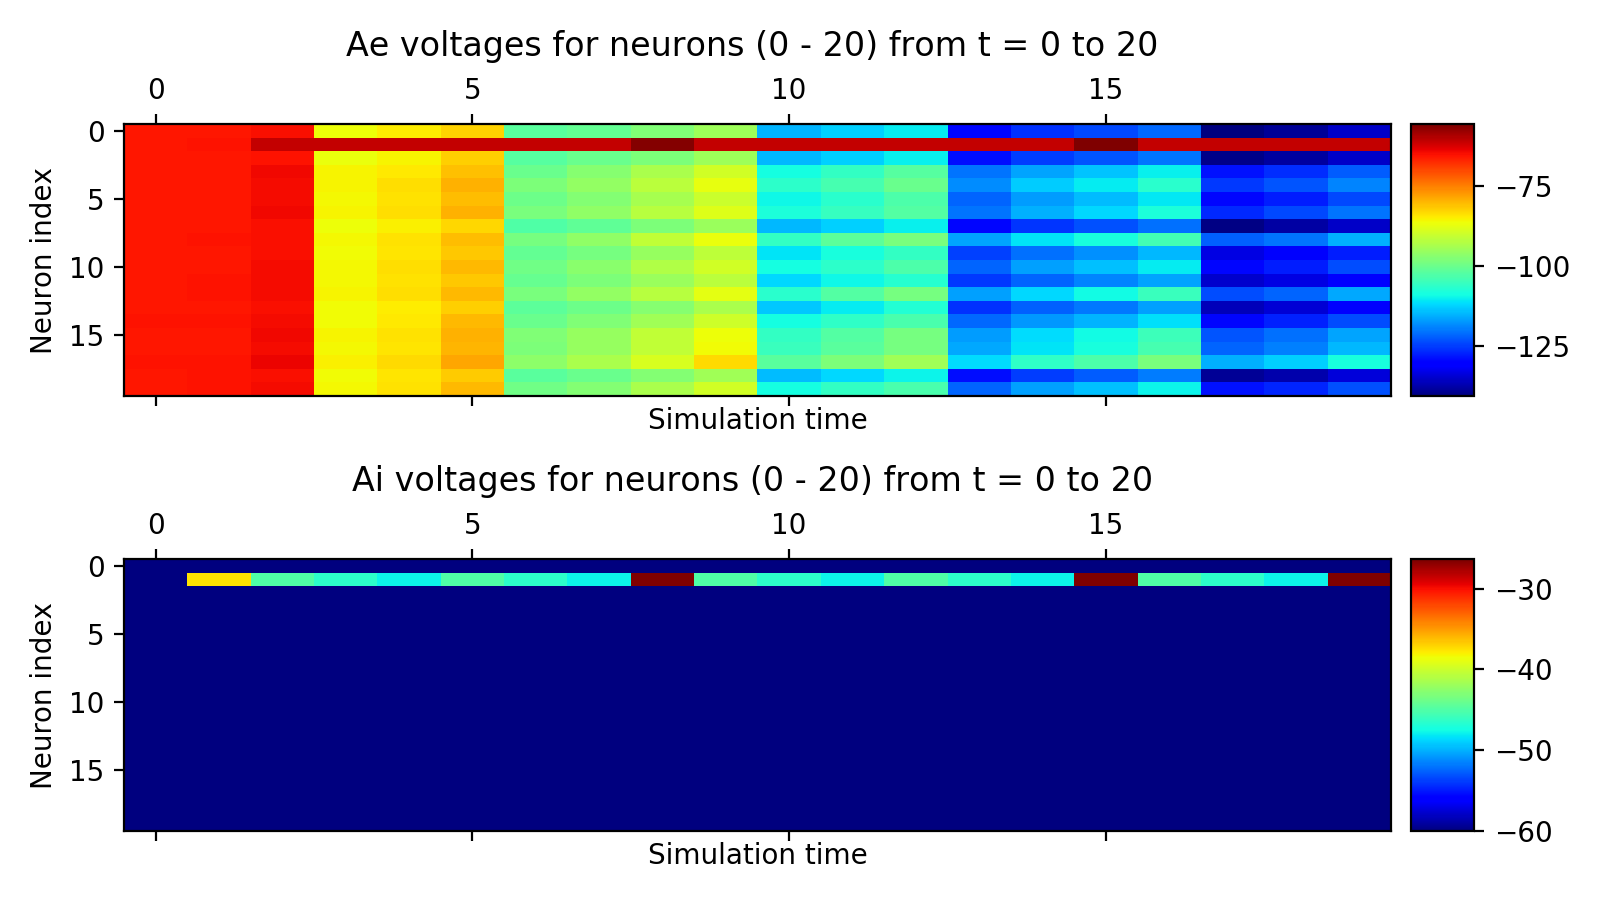 Ae voltages for neurons (0 - 20) from t = 0 to 20
0 5 10 15
0
5
10
15
Neuron index
Simulation time
−75
−100
−125
Ai voltages for neurons (0 - 20) from t = 0 to 20
0 5 10 15
0
5
10
15
Neuron index
Simulation time
−30
−40
−50
−60